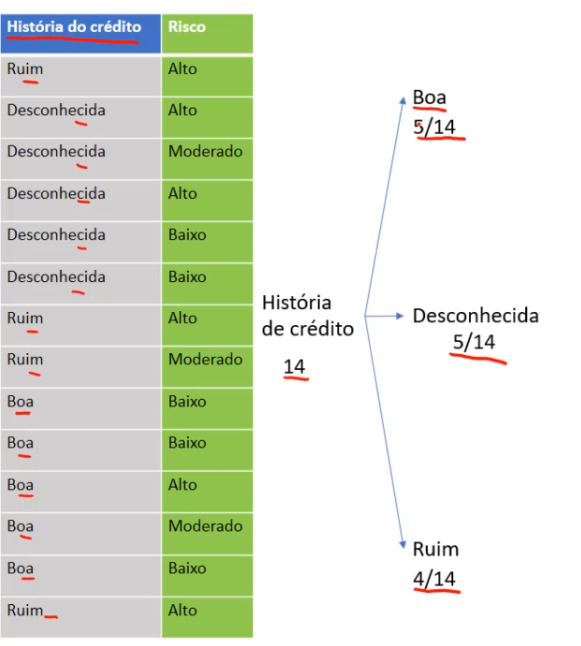 História do crédito Risco
Ruim Alto
Desconhecida Alto
Desconhecida Moderado
Desconhecida Alto
Desconhecida Baixo
Desconhecida Baixo
Ruim Alto
Ruim Moderado
Boa Baixo
Boa Baixo
Boa Alto
Boa Moderado
Boa Baixo
Ruim Alto
História
de crédito
14
Boa
5/14
Desconhecida
5/14
Ruim
4/14